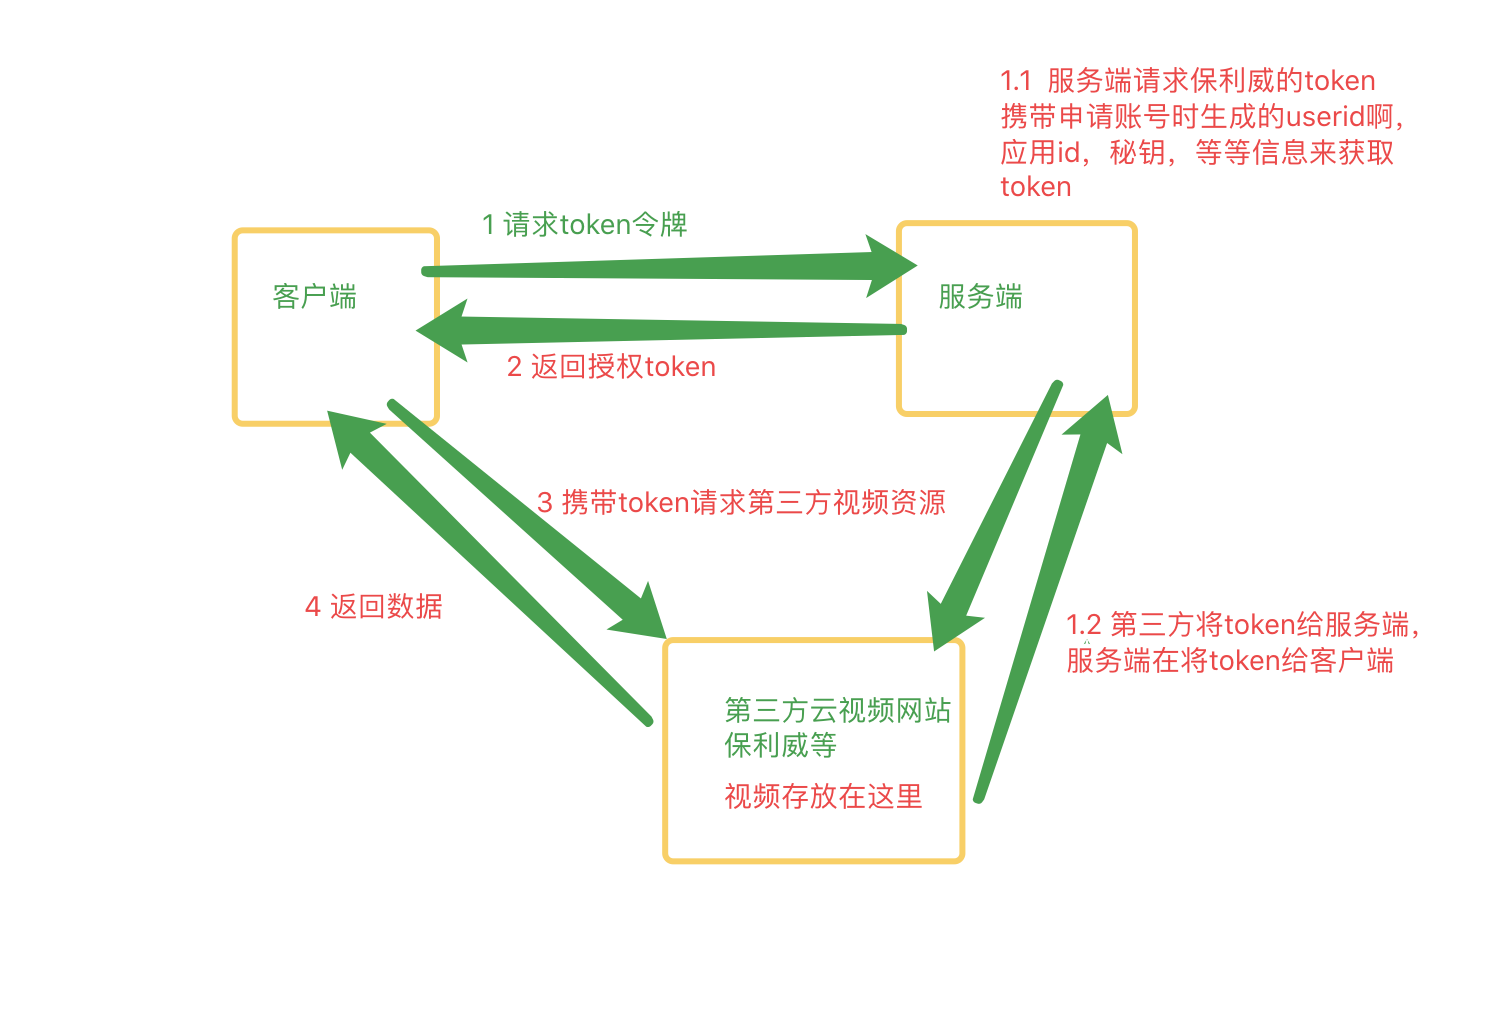 1.1 服务端请求保利威的token
携带申请账号时生成的userid啊，
应用id，秘钥，等等信息来获取
token
1 请求token令牌
客户端
服务端
2 返回授权token
3 携带token请求第三方视频资源
4 返回数据
1.2 第三方将token给服务端，
服务端在将token给客户端
第三方云视频网站
保利威等
视频存放在这里